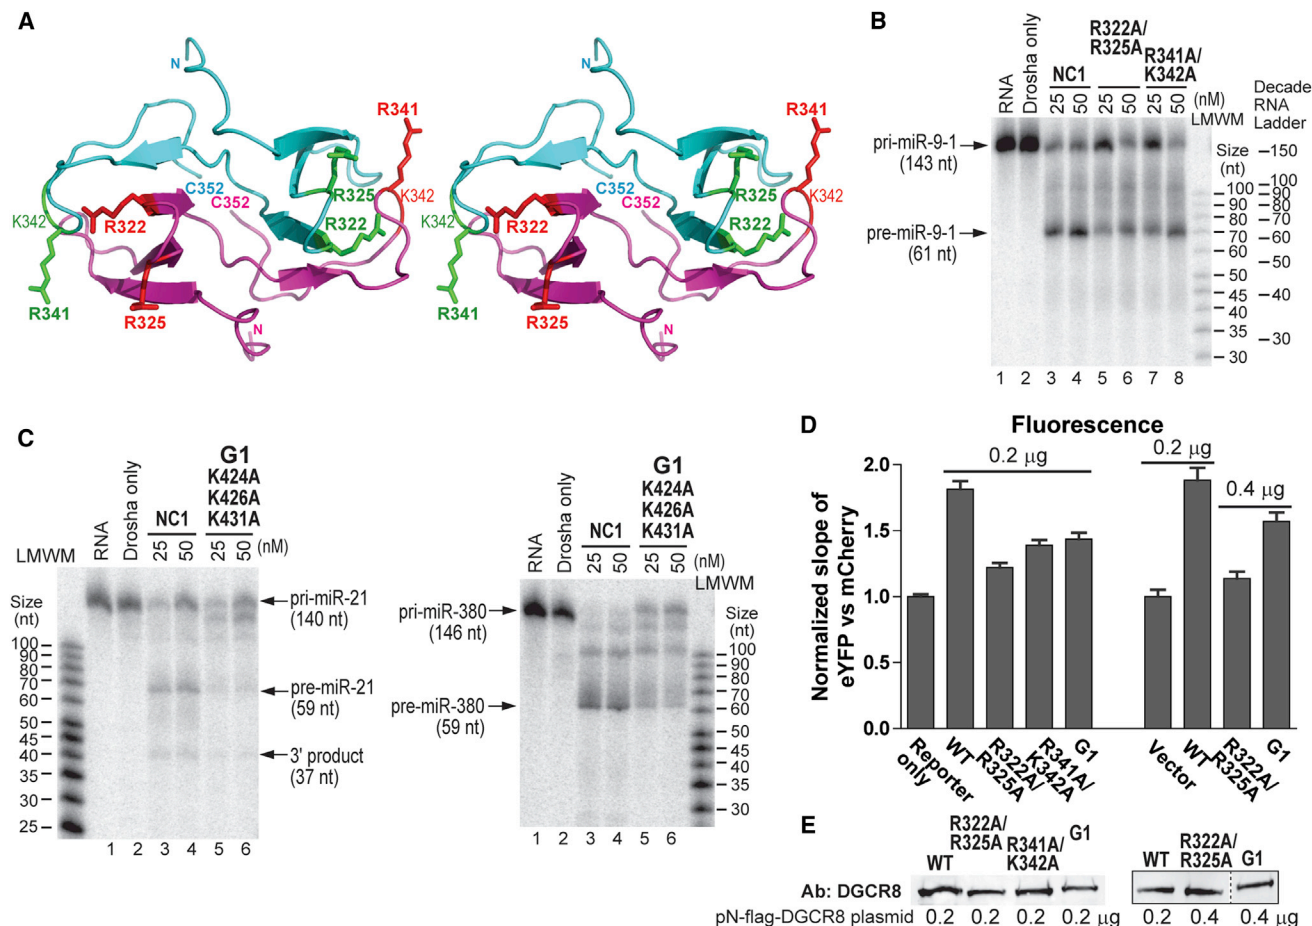 A
N
R341
K342
C352
C352
R325
R322
R322
K342
R341
R325
N
N
R341
K342
C352
C352
R325
R322
R322
K342
R341
R325
N
B
RNA
Drosha only
NC1
R322A/
R325A
R341A/
K342A
25 50 25 50 25 50 (nM)
LMWM
Decade
RNA
Ladder
pri-miR-9-1
(143 nt)
pre-miR-9-1
(61 nt)
Size
(nt)
100
90
80
70
60
50
45
40
35
30
150
100
90
80
70
60
50
40
30
1 2 3 4 5 6 7 8
C
LMWM
RNA
Drosha only
NC1
G1
K424A
K426A
K431A
25 50 25 50 (nM)
Size
(nt)
100
90
80
70
60
50
45
40
35
30
25
pri-miR-21
(140 nt)
pre-miR-21
(59 nt)
3' product
(37 nt)
1 2 3 4 5 6
RNA
Drosha only
NC1
G1
K424A
K426A
K431A
25 50 25 50 (nM)
LMWM
pri-miR-380
(146 nt)
pre-miR-380
(59 nt)
Size
(nt)
100
90
80
70
60
50
45
40
35
30
1 2 3 4 5 6
D
Fluorescence
Normalized slope of
eYFP vs mCherry
2.0
1.5
1.0
0.5
0.0
0.2 µg
0.2 µg
0.4 µg
Reporter
only
WT
R322A/
R325A
R341A/
K342A
G1
Vector
WT
R322A/
R325A
G1
E
WT
R322A/
R325A
R341A/
K342A
G1
WT
R322A/
R325A
G1
Ab: DGCR8
pN-flag-DGCR8 plasmid 0.2 0.2 0.2 0.2 µg 0.2 0.4 0.4 µg